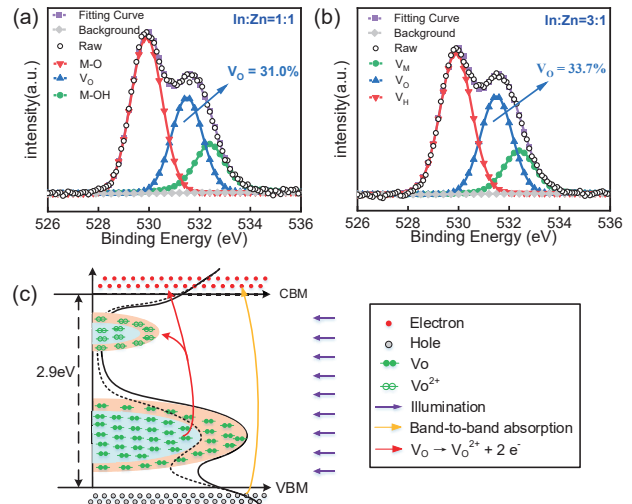 (a)
In:Zn=1:1
Fitting Curve
Background
Raw
M-O
V_O
M-OH
V_O = 31.0%
intensity(a.u.)
526 528 530 532 534 536
Binding Energy (eV)
(b)
In:Zn=3:1
Fitting Curve
Background
Raw
V_M
V_O
V_H
V_O = 33.7%
intensity(a.u.)
526 528 530 532 534 536
Binding Energy (eV)
(c)
CBM
2.9eV
VBM
Electron
Hole
Vo
Vo²⁺
Illumination
Band-to-band absorption
V_O → V_O²⁺ + 2 e⁻